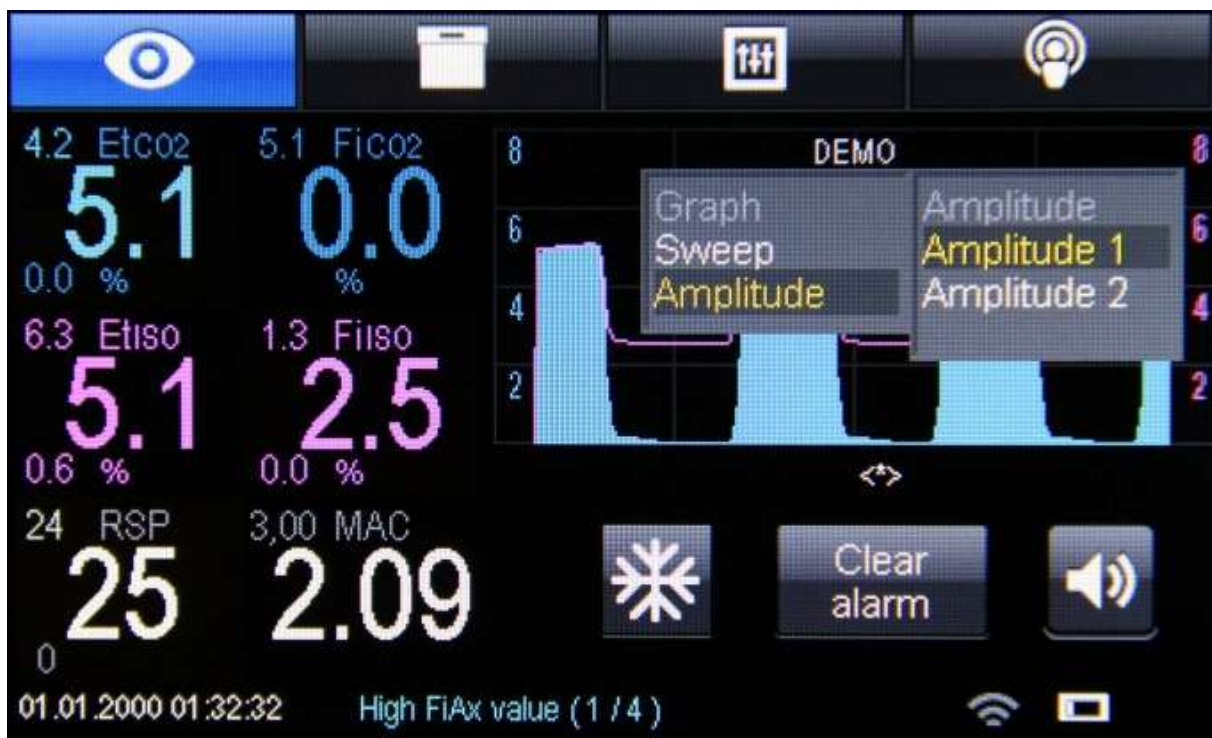 4.2 EtCO2
5.1
0.0 %
5.1 FiCO2
0.0
%
6.3 EtISO
5.1
0.6 %
1.3 FiISO
2.5
0.0 %
24 RSP
25
0
3,00 MAC
2.09
DEMO
8
6
4
2
8
6
4
2
Graph
Sweep
Amplitude
Amplitude
Amplitude 1
Amplitude 2
<*>
Clear
alarm
01.01.2000 01:32:32
High FiAx value ( 1 / 4 )